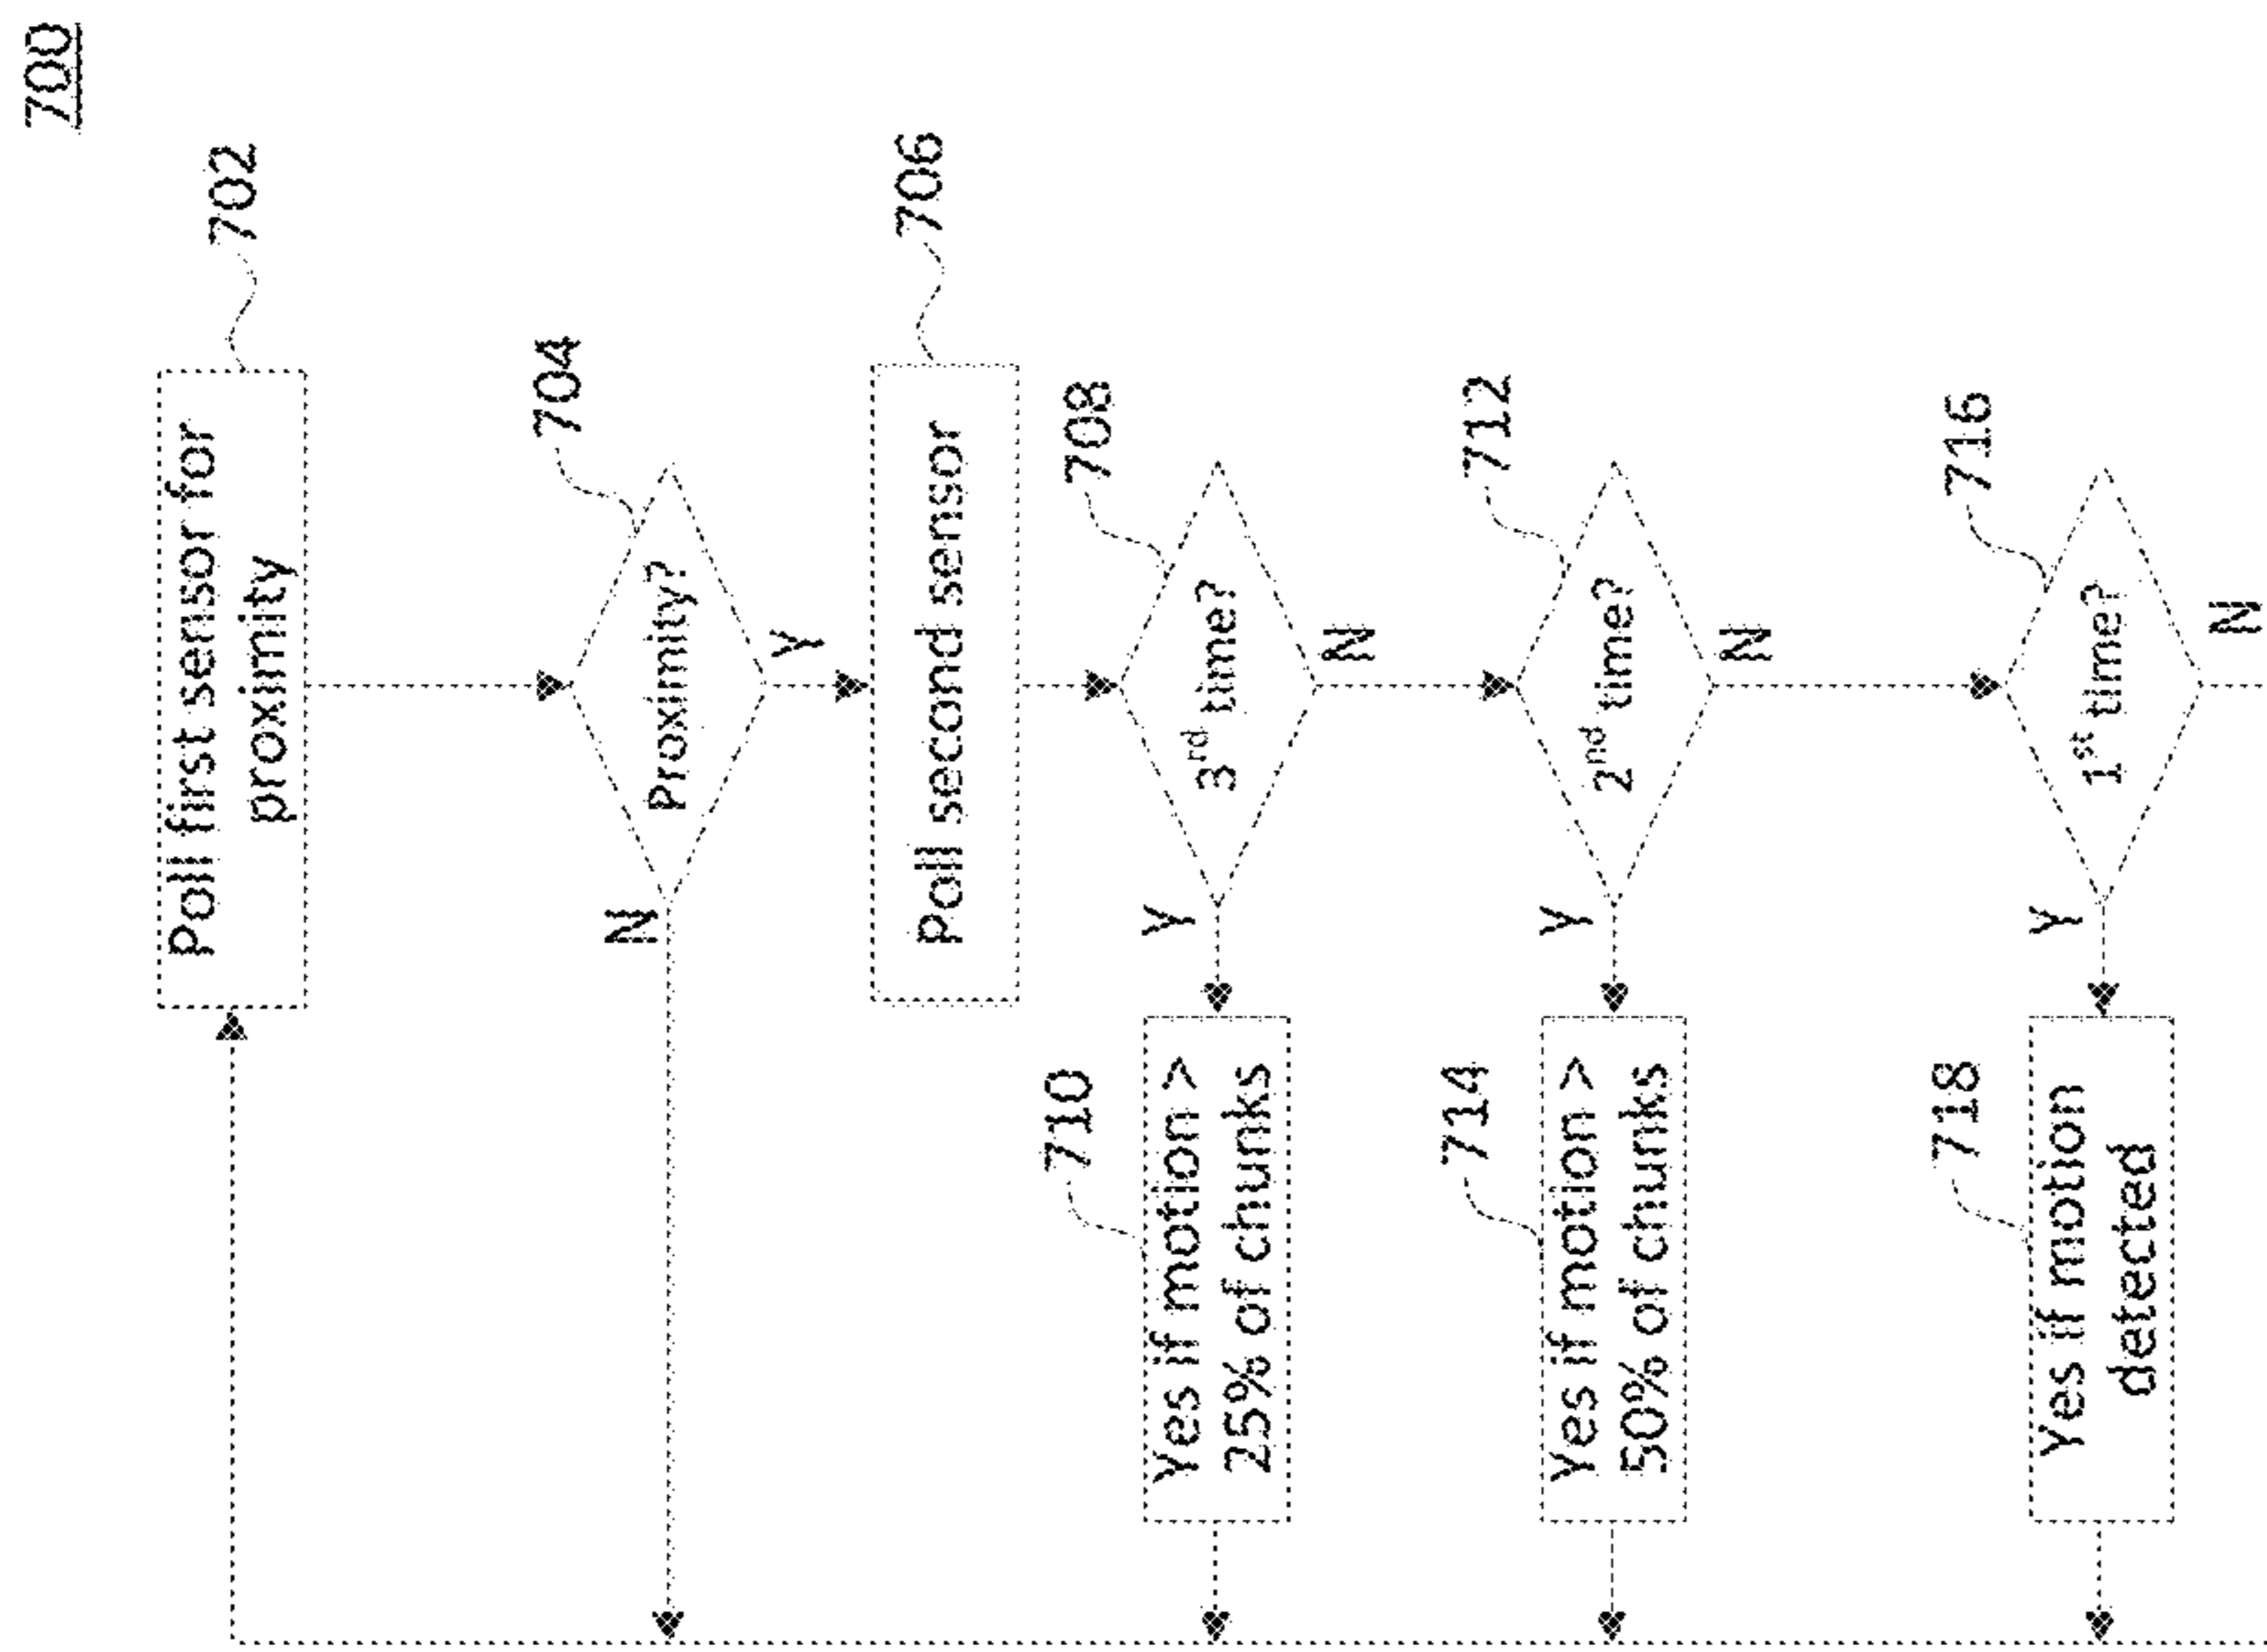 700
Poll first sensor for
proximity
702
Proximity?
704
N
Y
Poll second sensor
706
3rd time?
708
Y
N
Yes if motion >
25% of chunks
710
2nd time?
712
Y
N
Yes if motion >
50% of chunks
714
1st time?
716
Y
N
Yes if motion
detected
718